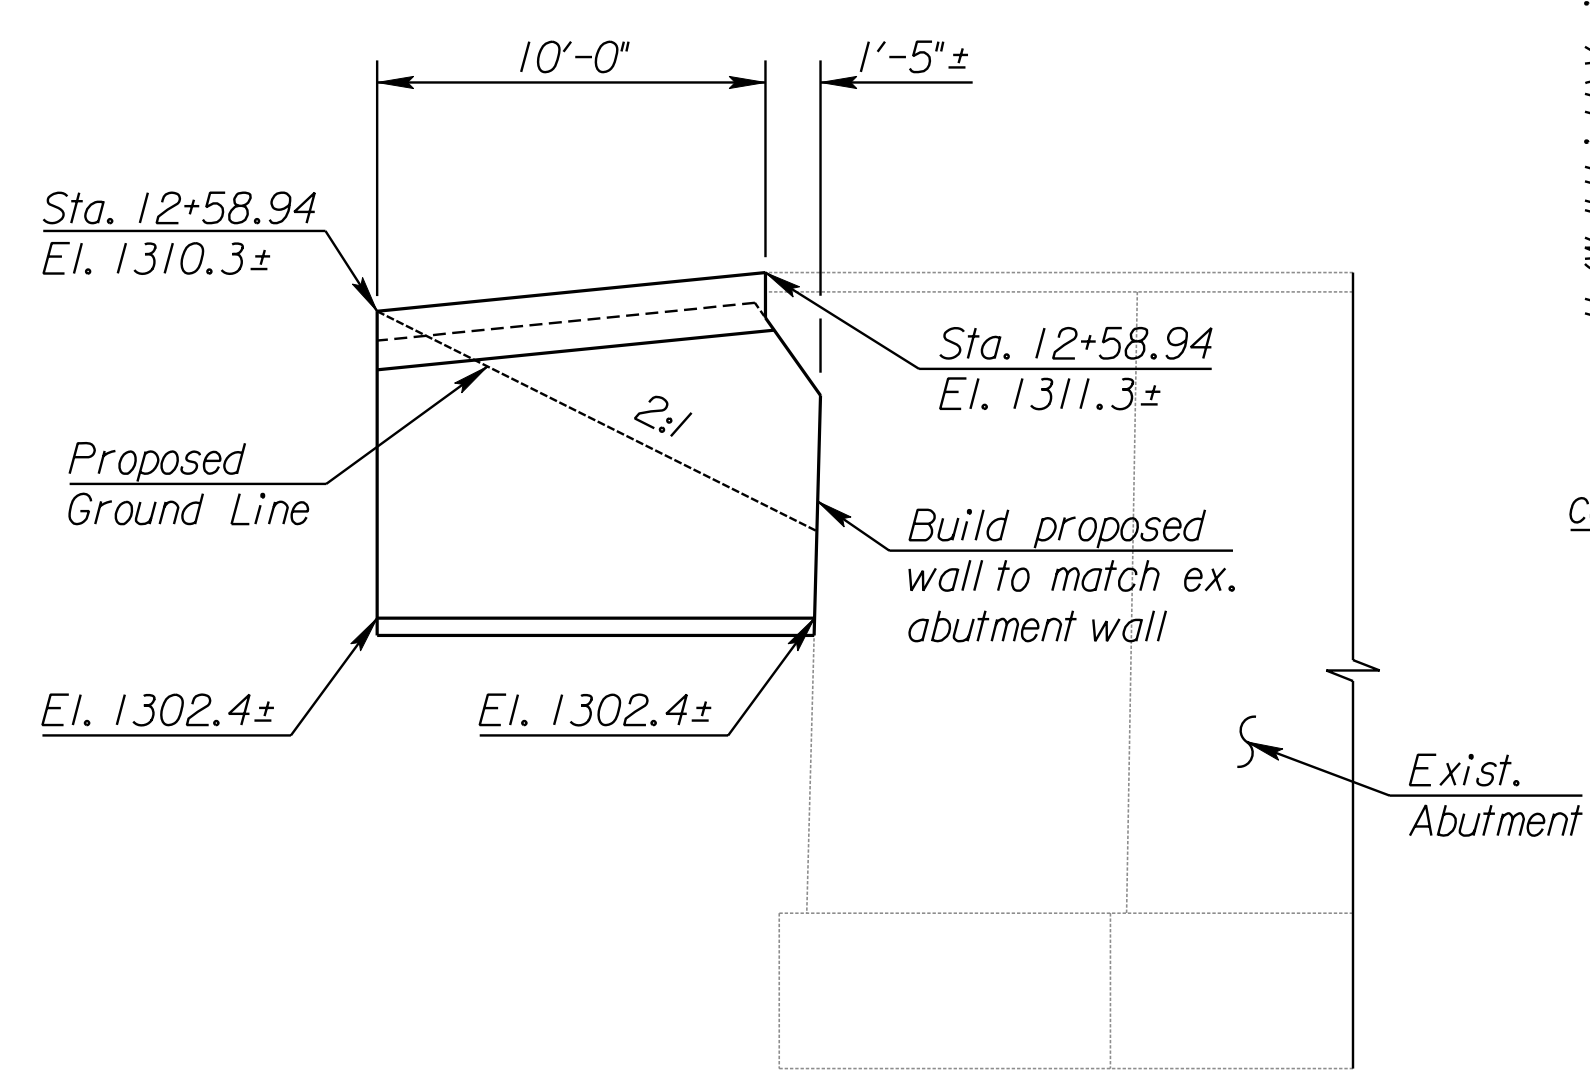 10'-0"
1'-5"±
Sta. 12+58.94
El. 1310.3±
Sta. 12+58.94
El. 1311.3±
2:1
Proposed
Ground Line
Build proposed
wall to match ex.
abutment wall
El. 1302.4±
El. 1302.4±
Exist.
Abutment